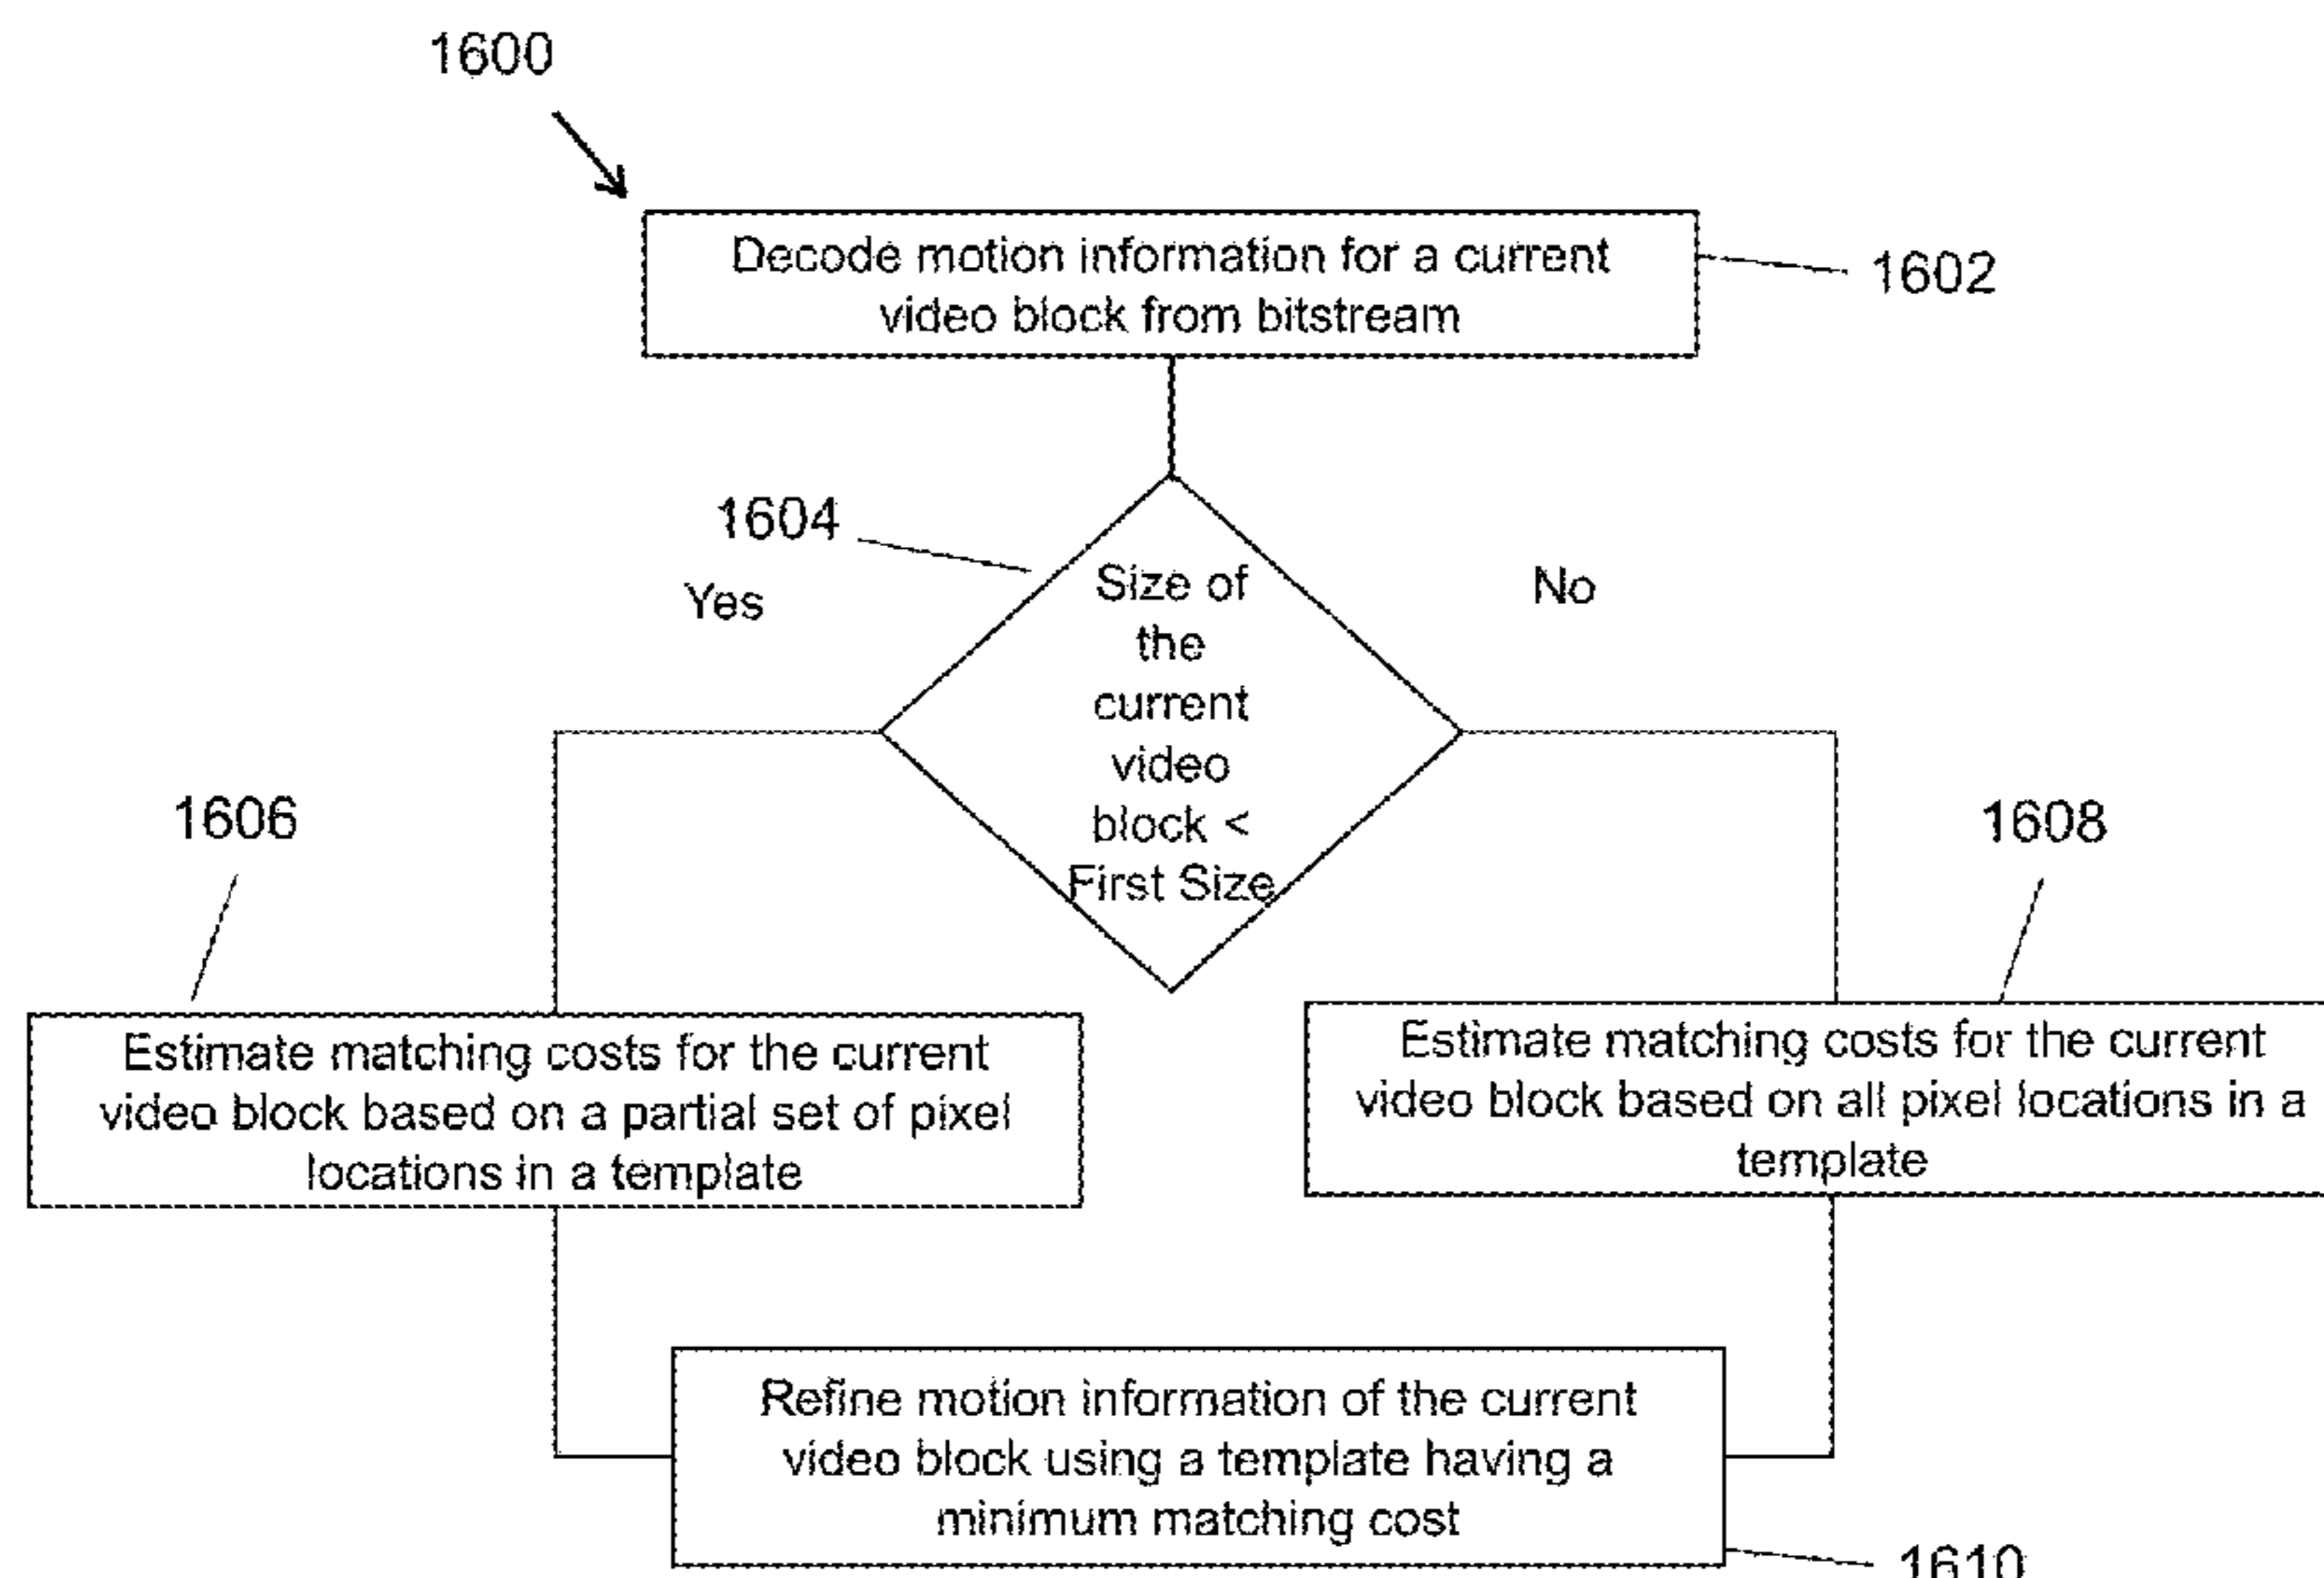 1600
Decode motion information for a current
video block from bitstream
1602
1604
Yes
No
Size of
the
current
video
block <
First Size
1606
1608
Estimate matching costs for the current
video block based on a partial set of pixel
locations in a template
Estimate matching costs for the current
video block based on all pixel locations in a
template
Refine motion information of the current
video block using a template having a
minimum matching cost
1610